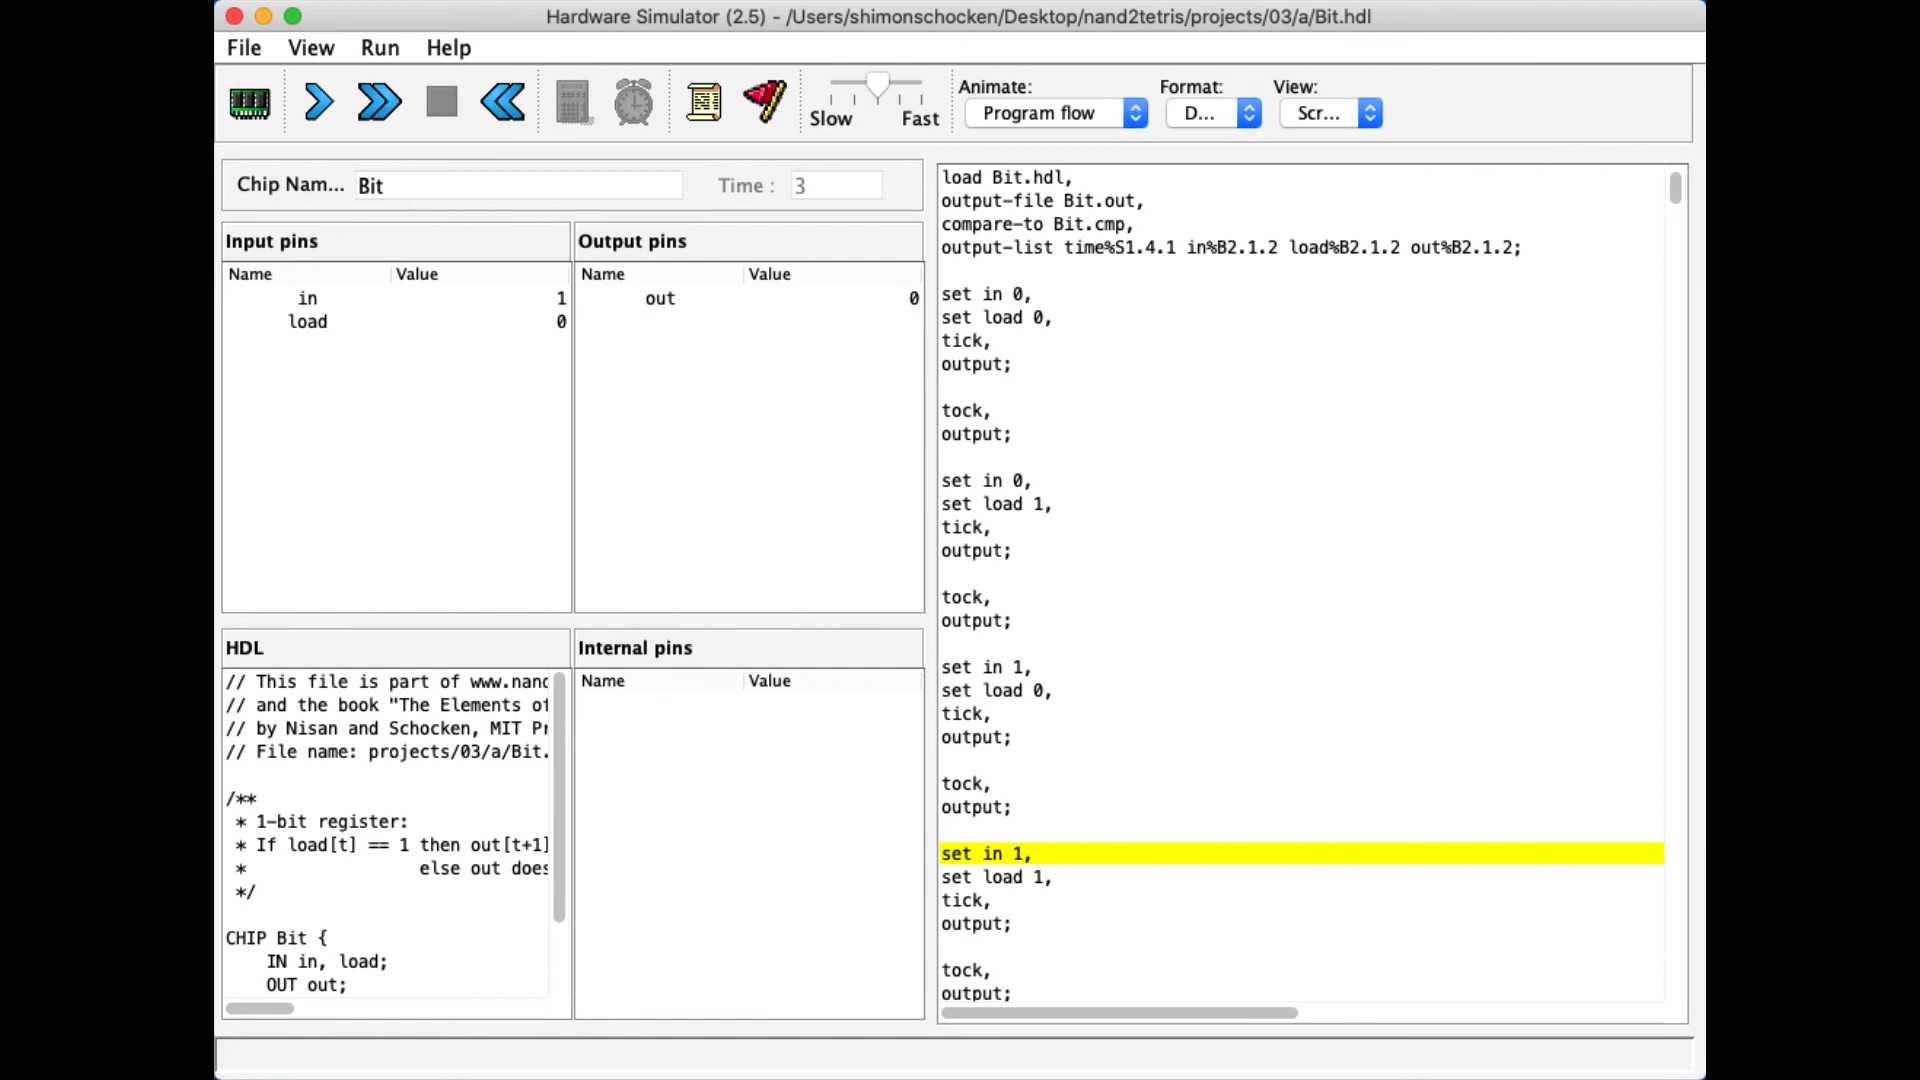 Hardware Simulator (2.5) - /Users/shimonschocken/Desktop/nand2tetris/projects/03/a/Bit.hdl
File View Run Help
Slow Fast
Animate: Format: View:
Program flow D... Scr...
Chip Nam... Bit Time : 3
Input pins
Name Value
in 1
load 0
Output pins
Name Value
out 0
HDL
// This file is part of www.nand
// and the book "The Elements of
// by Nisan and Schocken, MIT Pr
// File name: projects/03/a/Bit.
/**
* 1-bit register:
* If load[t] == 1 then out[t+1]
* else out does
*/
CHIP Bit {
IN in, load;
OUT out;
Internal pins
Name Value
load Bit.hdl,
output-file Bit.out,
compare-to Bit.cmp,
output-list time%S1.4.1 in%B2.1.2 load%B2.1.2 out%B2.1.2;
set in 0,
set load 0,
tick,
output;
tock,
output;
set in 0,
set load 1,
tick,
output;
tock,
output;
set in 1,
set load 0,
tick,
output;
tock,
output;
set in 1,
set load 1,
tick,
output;
tock,
output;